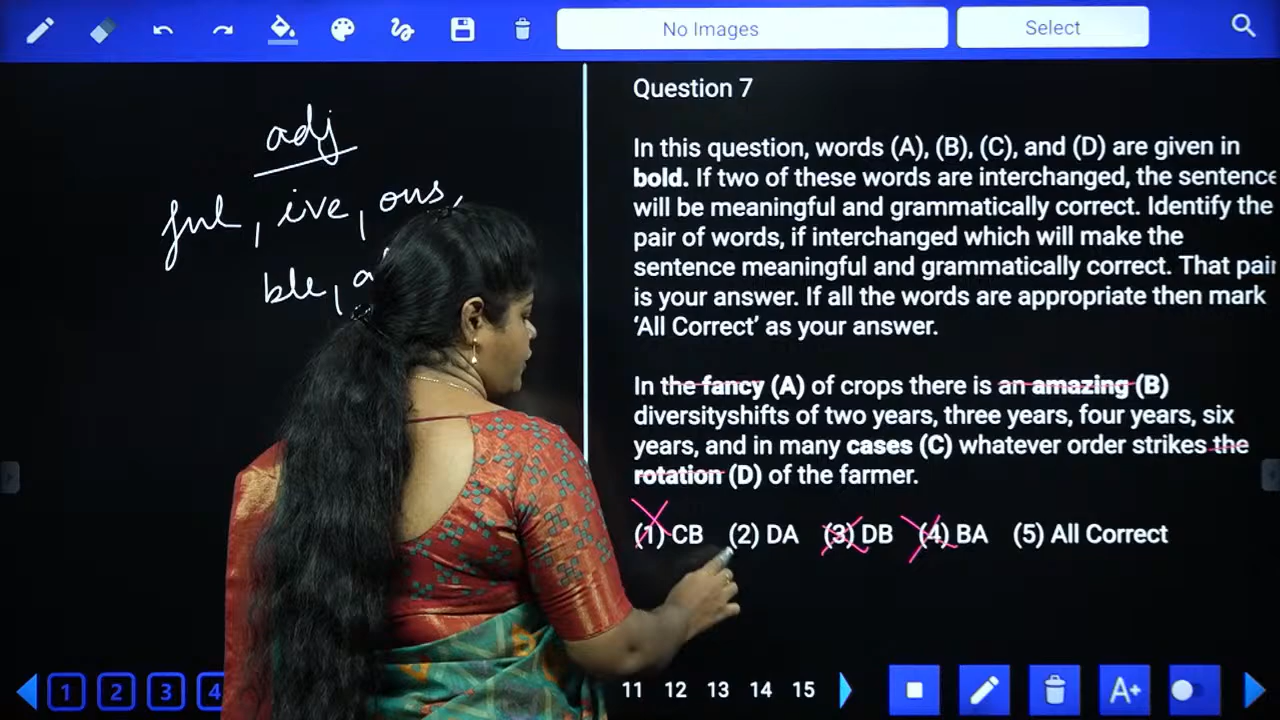 No Images
Select
adj
ful, ive, ous,
ble,
Question 7
In this question, words (A), (B), (C), and (D) are given in
bold. If two of these words are interchanged, the sentence
will be meaningful and grammatically correct. Identify the
pair of words, if interchanged which will make the
sentence meaningful and grammatically correct. That pair
is your answer. If all the words are appropriate then mark
‘All Correct’ as your answer.
In the fancy (A) of crops there is an amazing (B)
diversityshifts of two years, three years, four years, six
years, and in many cases (C) whatever order strikes the
rotation (D) of the farmer.
(1) CB (2) DA (3) DB (4) BA (5) All Correct
1 2 3 4 11 12 13 14 15
A+